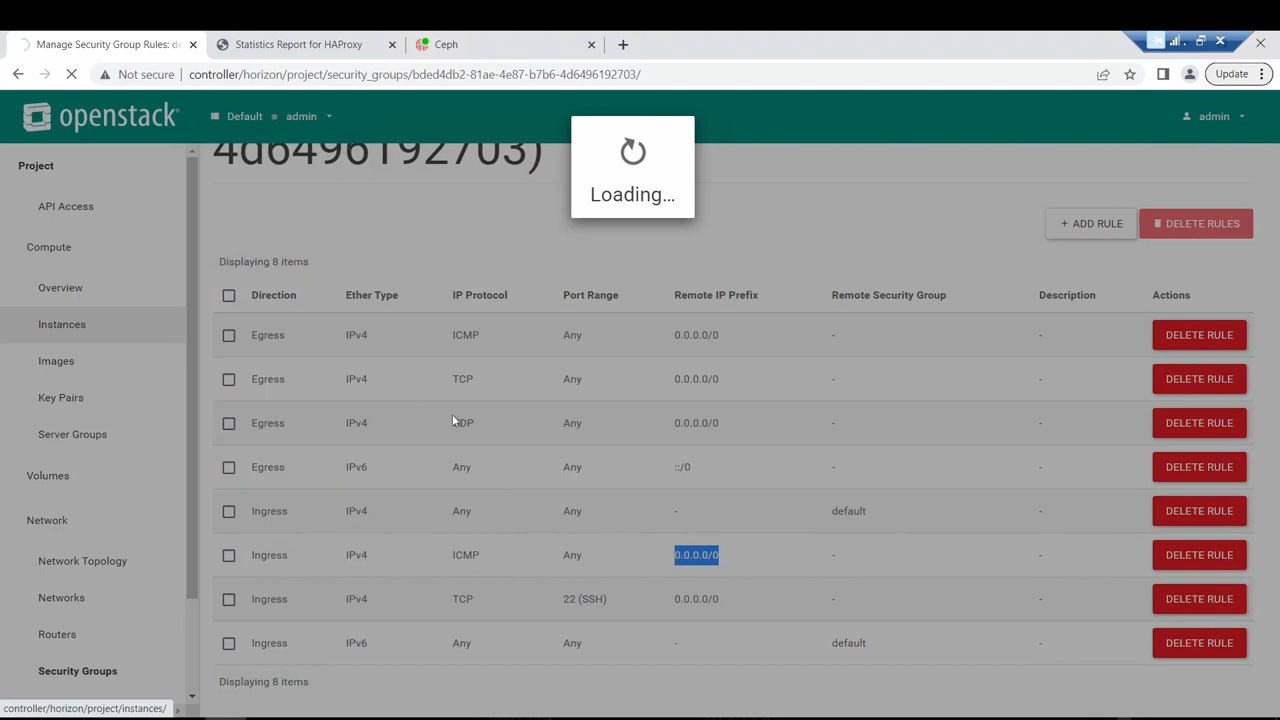 Manage Security Group Rules: de
Statistics Report for HAProxy
Ceph
Not secure
controller/horizon/project/security_groups/bded4db2-81ae-4e87-b7b6-4d6496192703/
Update
openstack
Default
admin
admin
Project
API Access
Compute
Overview
Instances
Images
Key Pairs
Server Groups
Volumes
Network
Network Topology
Networks
Routers
Security Groups
controller/horizon/project/instances/
4d6496192703)
Loading...
+ ADD RULE
DELETE RULES
Displaying 8 items
Direction Ether Type IP Protocol Port Range Remote IP Prefix Remote Security Group Description Actions
Egress IPv4 ICMP Any 0.0.0.0/0 - - DELETE RULE
Egress IPv4 TCP Any 0.0.0.0/0 - - DELETE RULE
Egress IPv4 UDP Any 0.0.0.0/0 - - DELETE RULE
Egress IPv6 Any Any ::/0 - - DELETE RULE
Ingress IPv4 Any Any - default - DELETE RULE
Ingress IPv4 ICMP Any 0.0.0.0/0 - - DELETE RULE
Ingress IPv4 TCP 22 (SSH) 0.0.0.0/0 - - DELETE RULE
Ingress IPv6 Any Any - default - DELETE RULE
Displaying 8 items